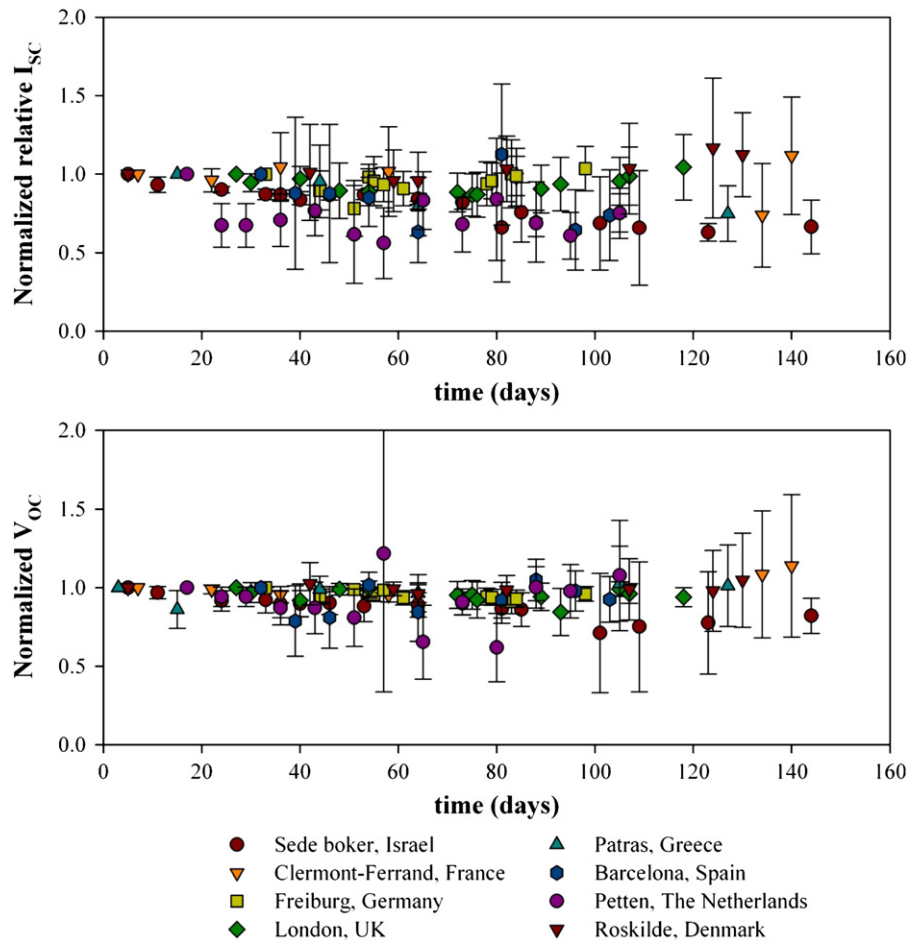 2.0
1.5
1.0
0.5
0.0
Normalized relative I_SC
0 20 40 60 80 100 120 140 160
time (days)
2.0
1.5
1.0
0.5
0.0
Normalized V_OC
0 20 40 60 80 100 120 140 160
time (days)
Sede boker, Israel
Clermont-Ferrand, France
Freiburg, Germany
London, UK
Patras, Greece
Barcelona, Spain
Petten, The Netherlands
Roskilde, Denmark